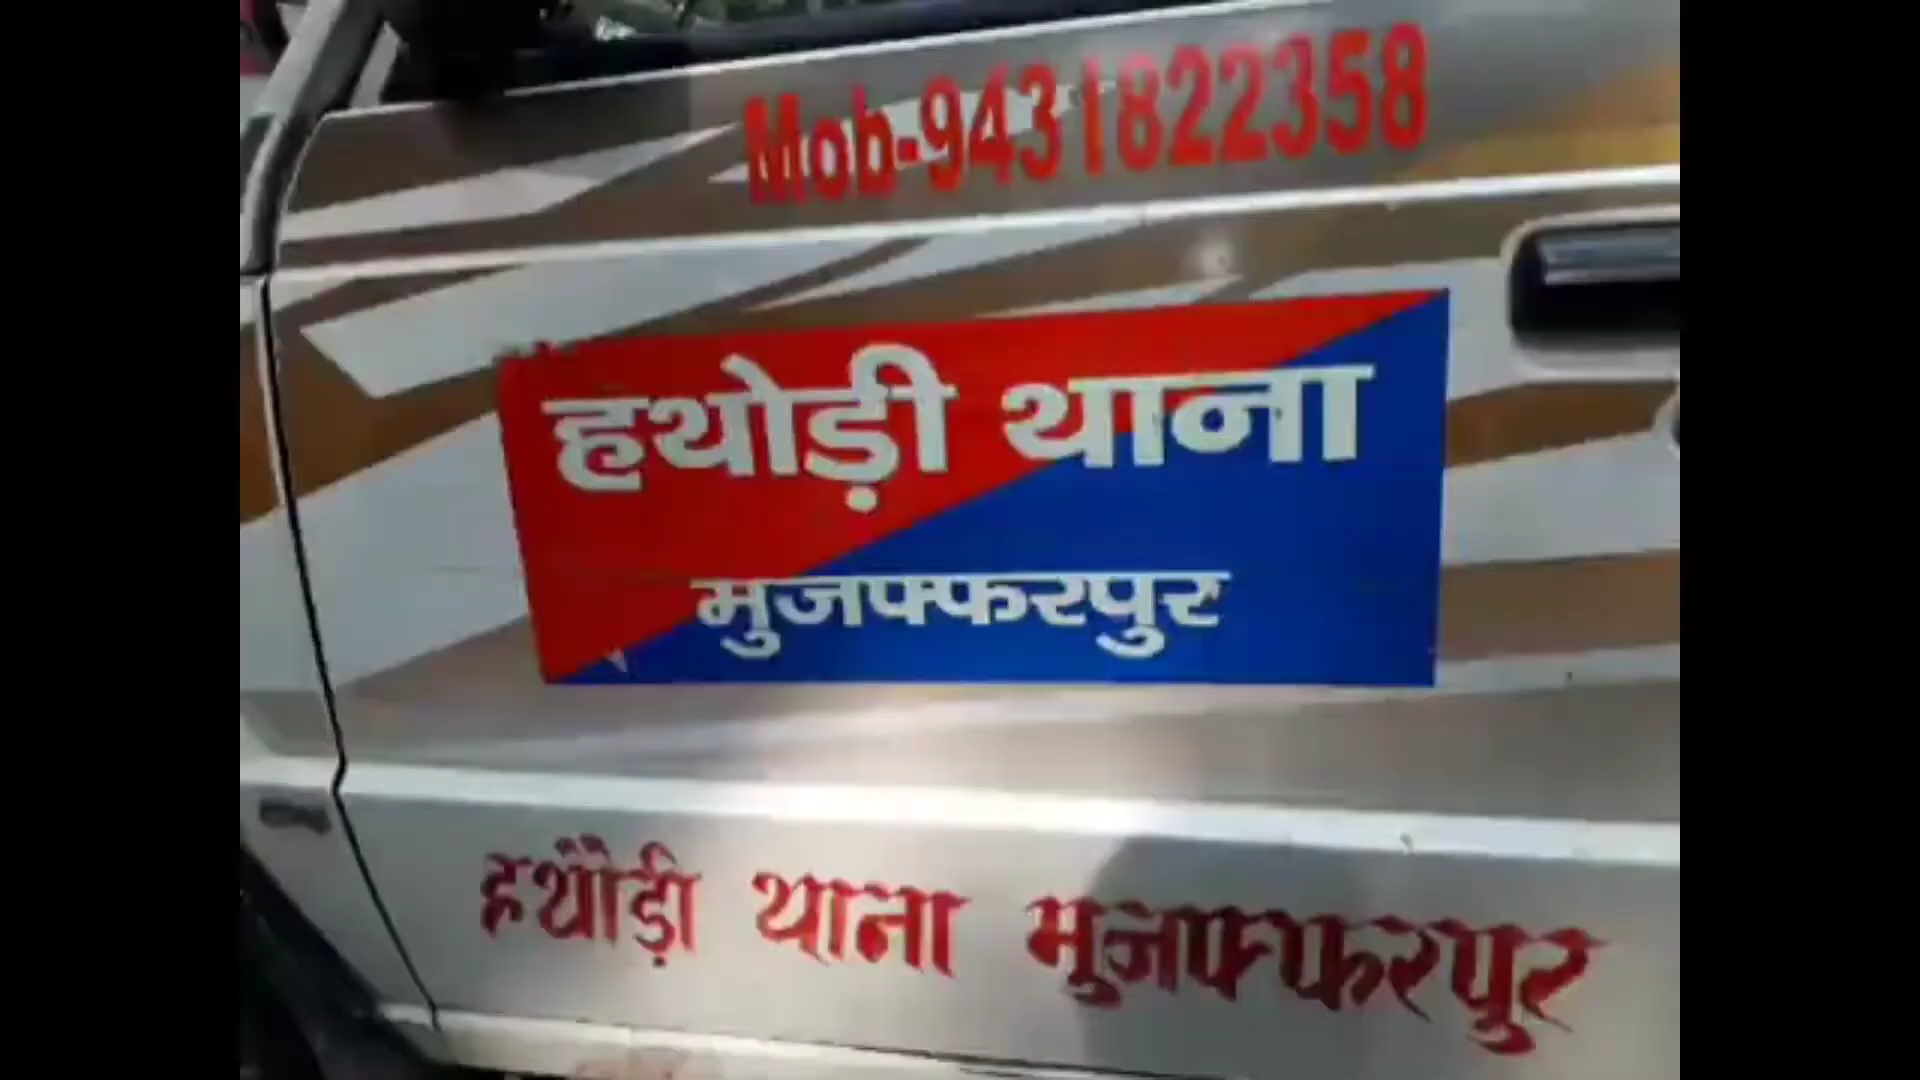 Mob-9431822358
हथोड़ी थाना
मुजफ्फरपुर
हथौड़ी थाना मुजफ्फरपुर